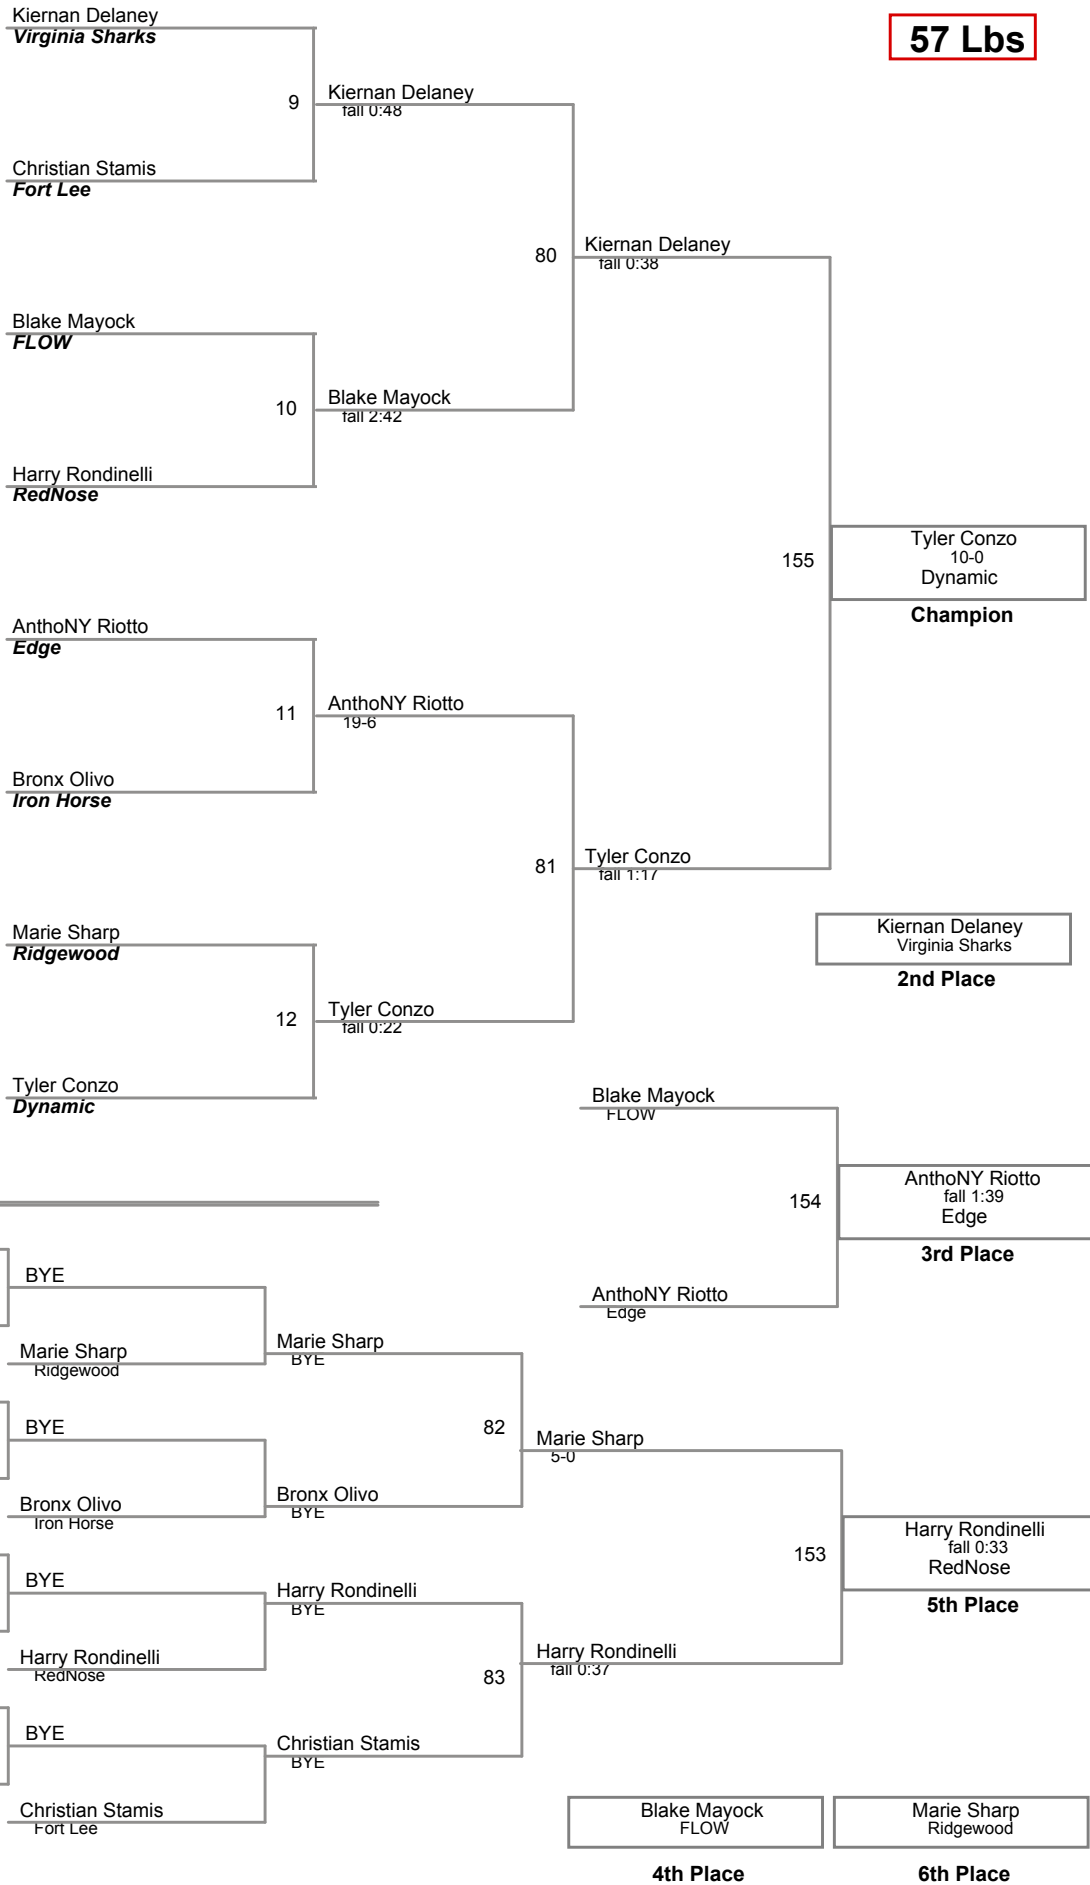 57 Lbs
Kiernan Delaney
Virginia Sharks
9
Kiernan Delaney
fall 0:48
Christian Stamis
Fort Lee
80
Kiernan Delaney
fall 0:38
Blake Mayock
FLOW
10
Blake Mayock
fall 2:42
Harry Rondinelli
RedNose
155
Tyler Conzo
10-0
Dynamic
Champion
AnthoNY Riotto
Edge
11
AnthoNY Riotto
19-6
Bronx Olivo
Iron Horse
81
Tyler Conzo
fall 1:17
Marie Sharp
Ridgewood
Kiernan Delaney
Virginia Sharks
2nd Place
12
Tyler Conzo
fall 0:22
Tyler Conzo
Dynamic
Blake Mayock
FLOW
154
AnthoNY Riotto
fall 1:39
Edge
3rd Place
AnthoNY Riotto
Edge
BYE
Marie Sharp
Ridgewood
Marie Sharp
BYE
BYE
82
Marie Sharp
5-0
Bronx Olivo
Iron Horse
Bronx Olivo
BYE
153
Harry Rondinelli
fall 0:33
RedNose
5th Place
BYE
Harry Rondinelli
BYE
Harry Rondinelli
RedNose
83
Harry Rondinelli
fall 0:37
BYE
Christian Stamis
BYE
Christian Stamis
Fort Lee
Blake Mayock
FLOW
4th Place
Marie Sharp
Ridgewood
6th Place